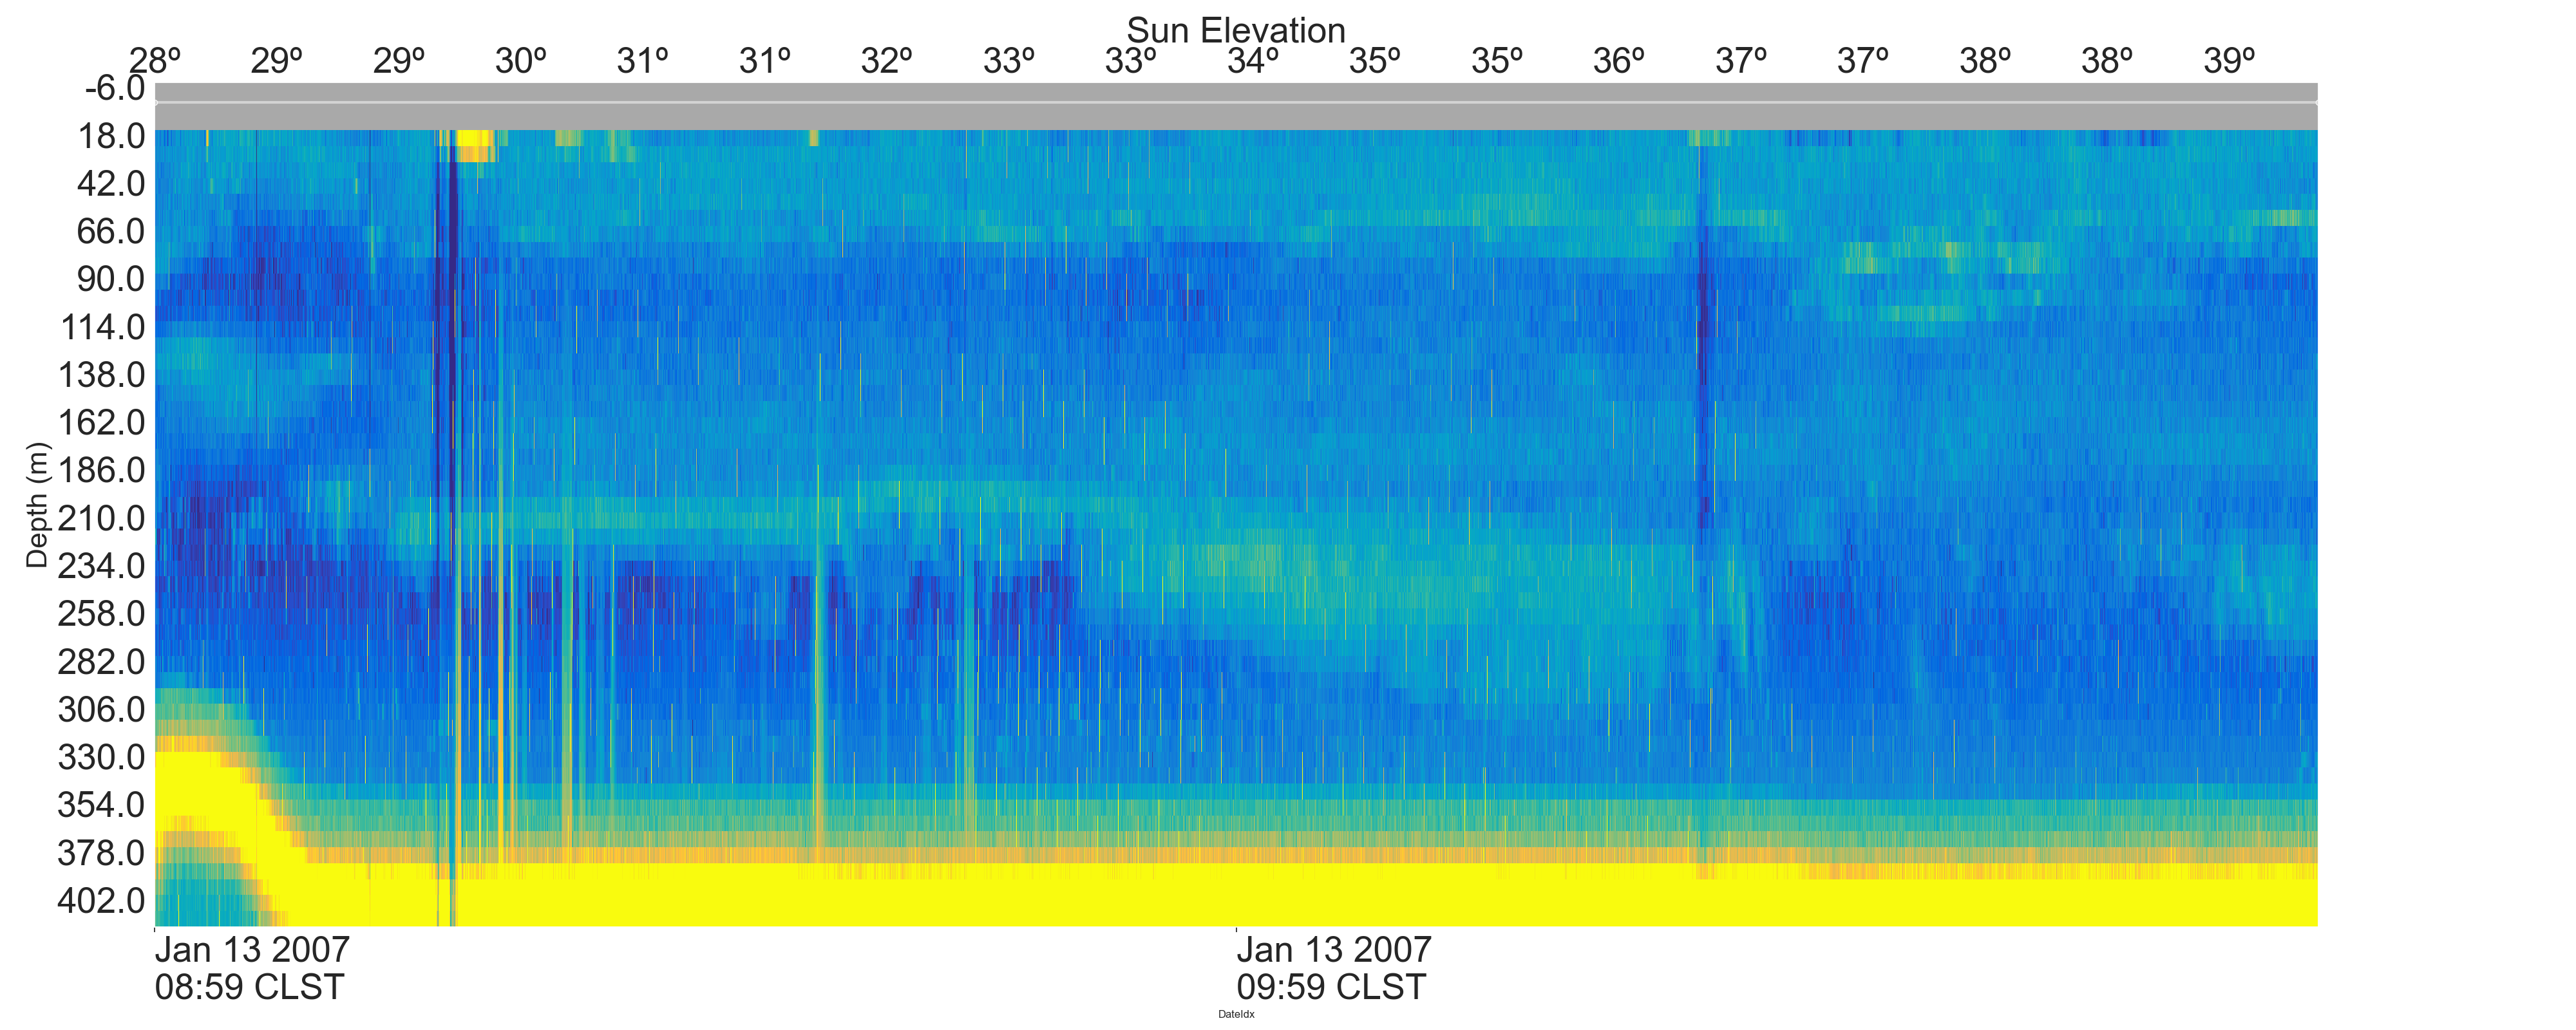 Sun Elevation
28º 29º 29º 30º 31º 31º 32º 33º 33º 34º 35º 35º 36º 37º 37º 38º 38º 39º
-6.0
18.0
42.0
66.0
90.0
114.0
138.0
162.0
186.0
210.0
234.0
258.0
282.0
306.0
330.0
354.0
378.0
402.0
Depth (m)
Jan 13 2007
08:59 CLST
Jan 13 2007
09:59 CLST
DateIdx